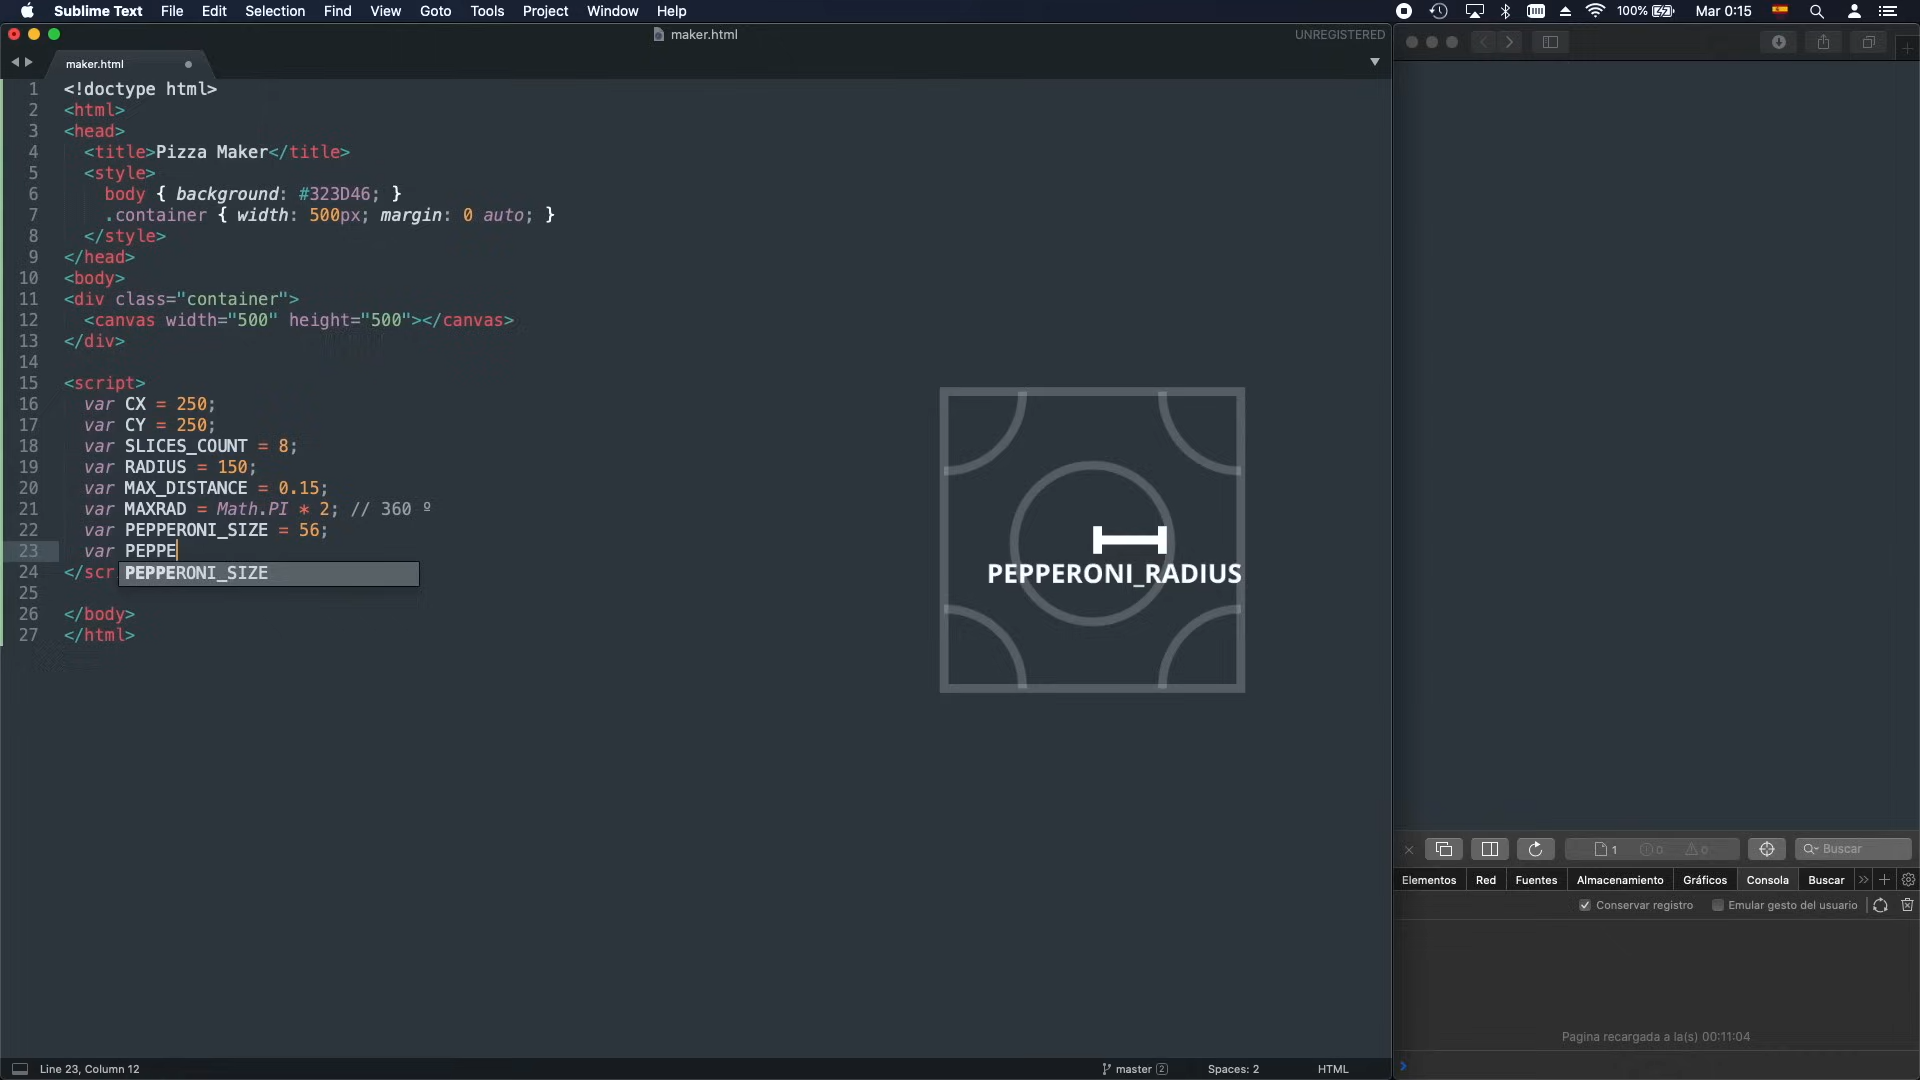 Sublime Text File Edit Selection Find View Goto Tools Project Window Help 100% Mar 0:15
maker.html UNREGISTERED
maker.html
1 <!doctype html>
2 <html>
3 <head>
4 <title>Pizza Maker</title>
5 <style>
6 body { background: #323D46; }
7 .container { width: 500px; margin: 0 auto; }
8 </style>
9 </head>
10 <body>
11 <div class="container">
12 <canvas width="500" height="500"></canvas>
13 </div>
14
15 <script>
16 var CX = 250;
17 var CY = 250;
18 var SLICES_COUNT = 8;
19 var RADIUS = 150;
20 var MAX_DISTANCE = 0.15;
21 var MAXRAD = Math.PI * 2; // 360 º
22 var PEPPERONI_SIZE = 56;
23 var PEPPE
24 </scr PEPPERONI_SIZE
25
26 </body>
27 </html>
PEPPERONI_RADIUS
1 0 0 Buscar
Elementos Red Fuentes Almacenamiento Gráficos Consola Buscar
Conservar registro Emular gesto del usuario
Pagina recargada a la(s) 00:11:04
Line 23, Column 12 master 2 Spaces: 2 HTML